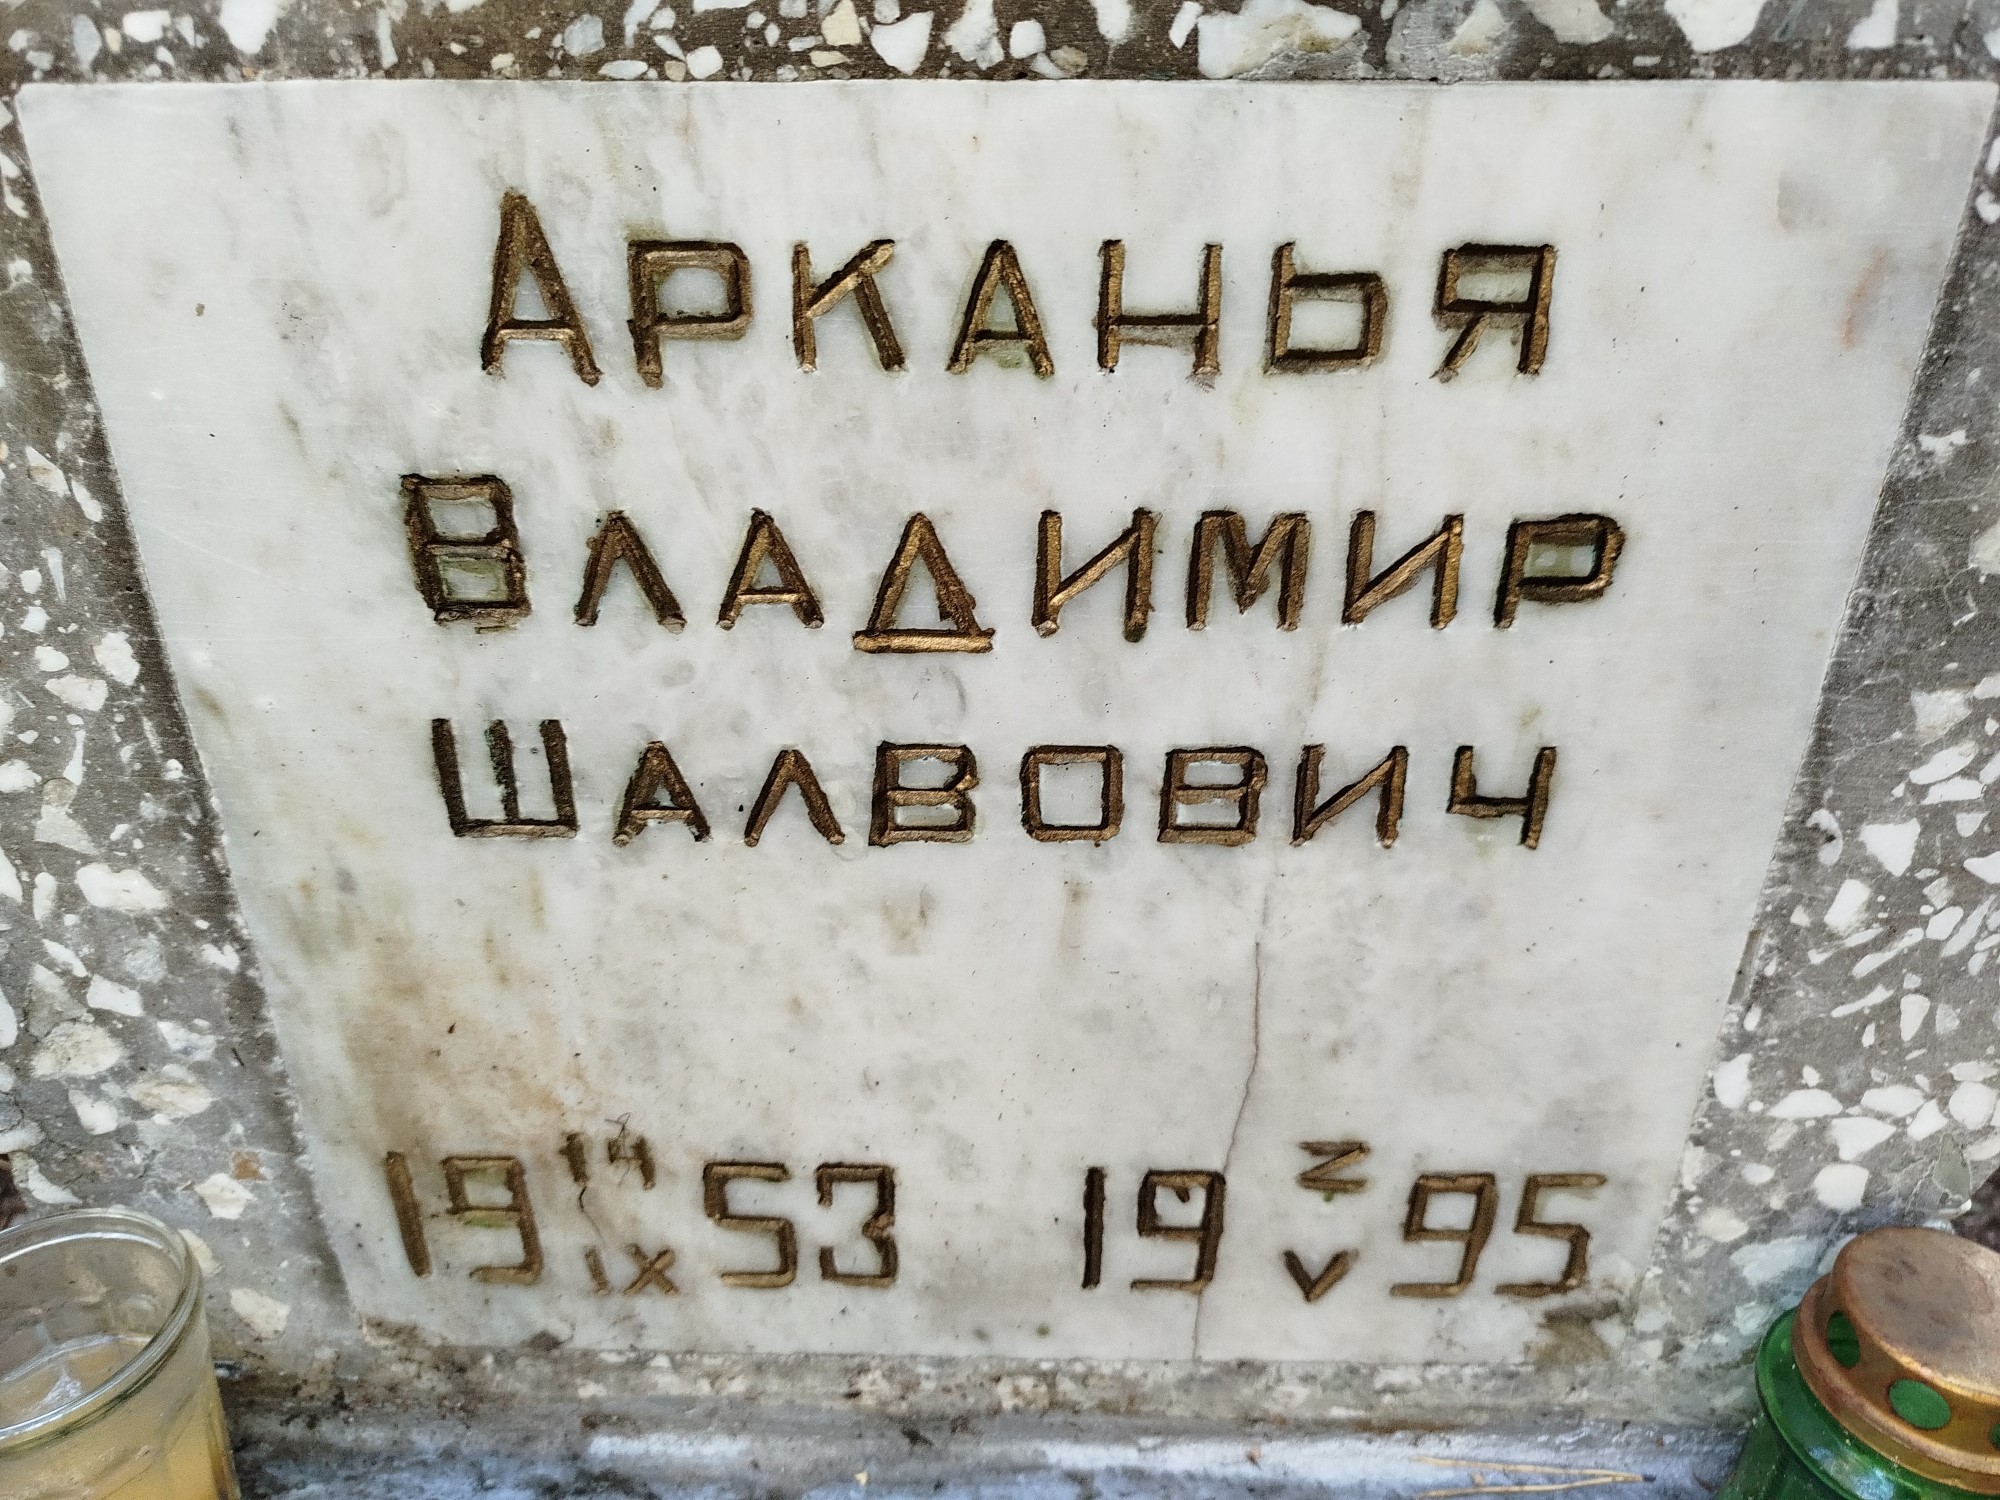 Арканья
Владимир
Шалвович
19 14/IX 53 19 2/V 95